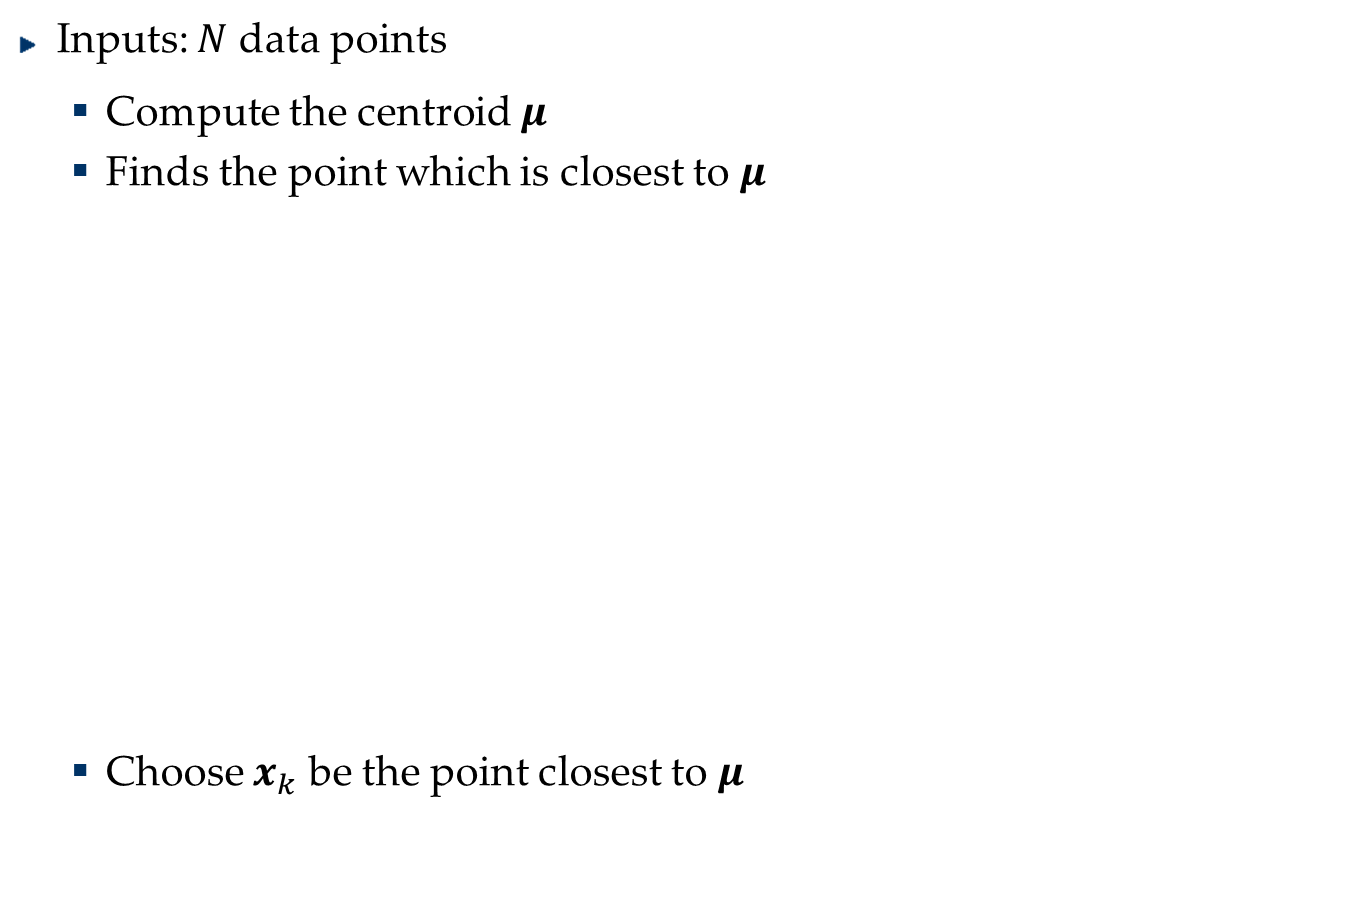 ▶ Inputs: N data points
▪ Compute the centroid μ
▪ Finds the point which is closest to μ
▪ Choose xₖ be the point closest to μ